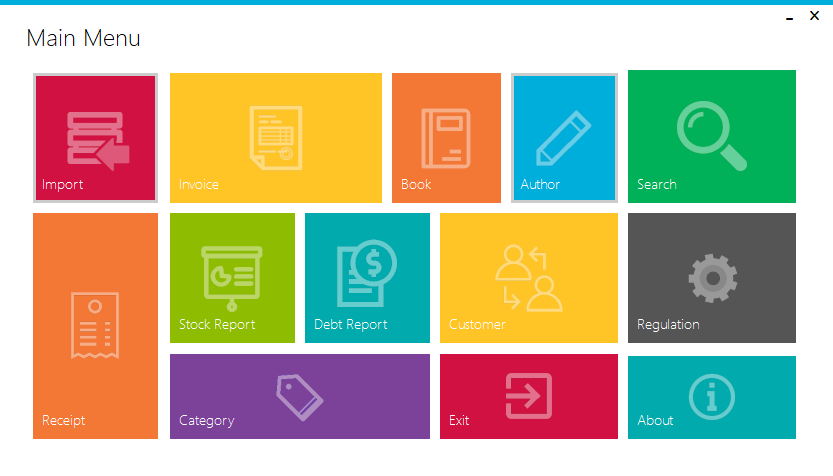 Main Menu
Import
Invoice
Book
Author
Search
Stock Report
Debt Report
Customer
Regulation
Receipt
Category
Exit
About